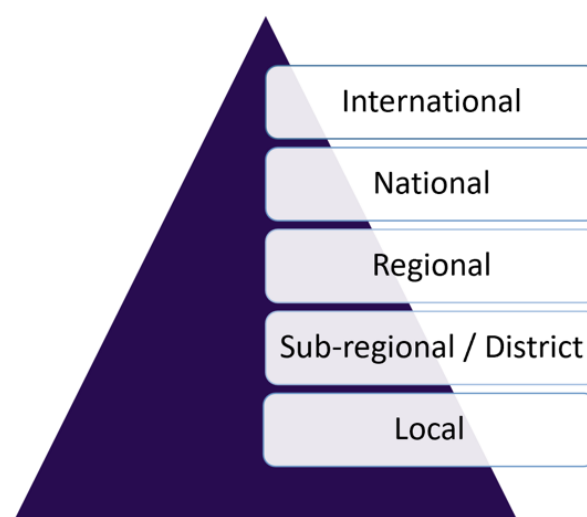 International
National
Regional
Sub-regional / District
Local